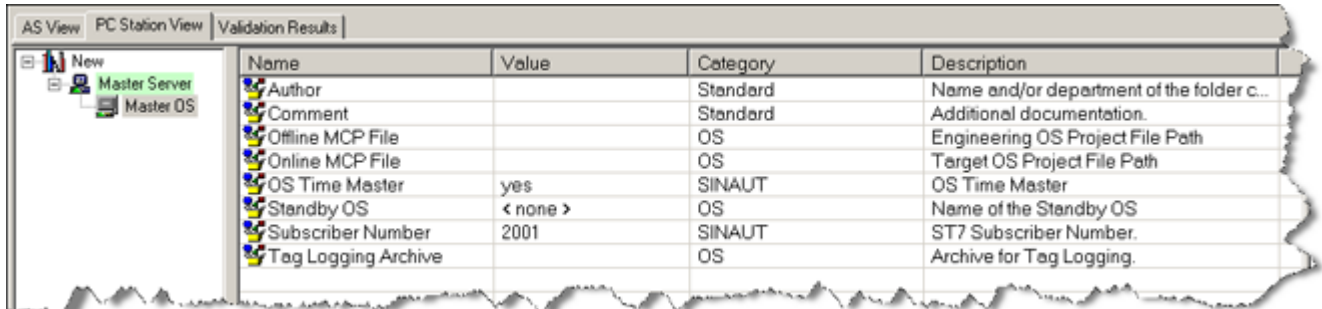 AS View PC Station View Validation Results
New
Master Server
Master OS
Name Value Category Description
Author Standard Name and/or department of the folder c...
Comment Standard Additional documentation.
Offline MCP File OS Engineering OS Project File Path
Online MCP File OS Target OS Project File Path
OS Time Master yes SINAUT OS Time Master
Standby OS < none > OS Name of the Standby OS
Subscriber Number 2001 SINAUT ST7 Subscriber Number.
Tag Logging Archive OS Archive for Tag Logging.